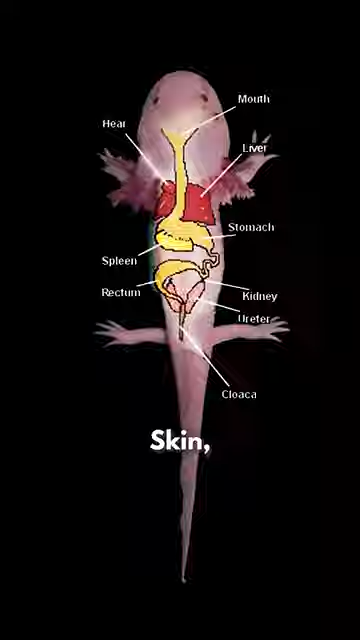 Mouth
Hear
Liver
Stomach
Spleen
Rectum
Kidney
Ureter
Cloaca
Skin,